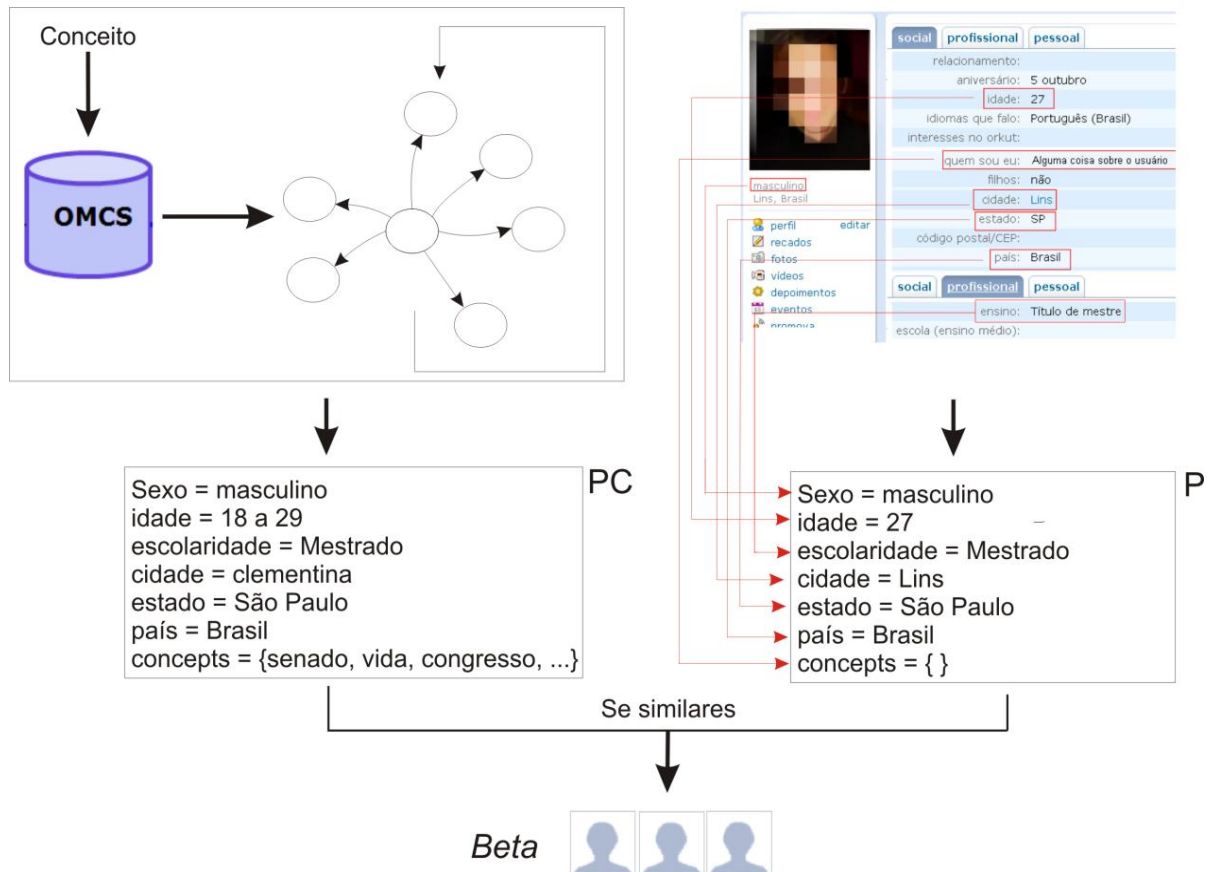 Conceito
OMCS
social profissional pessoal
relacionamento:
aniversário: 5 outubro
idade: 27
idiomas que falo: Português (Brasil)
interesses no orkut:
quem sou eu: Alguma coisa sobre o usuário
filhos: não
cidade: Lins
estado: SP
código postal/CEP:
país: Brasil
social profissional pessoal
ensino: Título de mestre
escola (ensino médio):
masculino
Lins, Brasil
perfil editar
recados
fotos
vídeos
depoimentos
eventos
promova
PC
Sexo = masculino
idade = 18 a 29
escolaridade = Mestrado
cidade = clementina
estado = São Paulo
país = Brasil
concepts = {senado, vida, congresso, ...}
P
Sexo = masculino
idade = 27
escolaridade = Mestrado
cidade = Lins
estado = São Paulo
país = Brasil
concepts = { }
Se similares
Beta